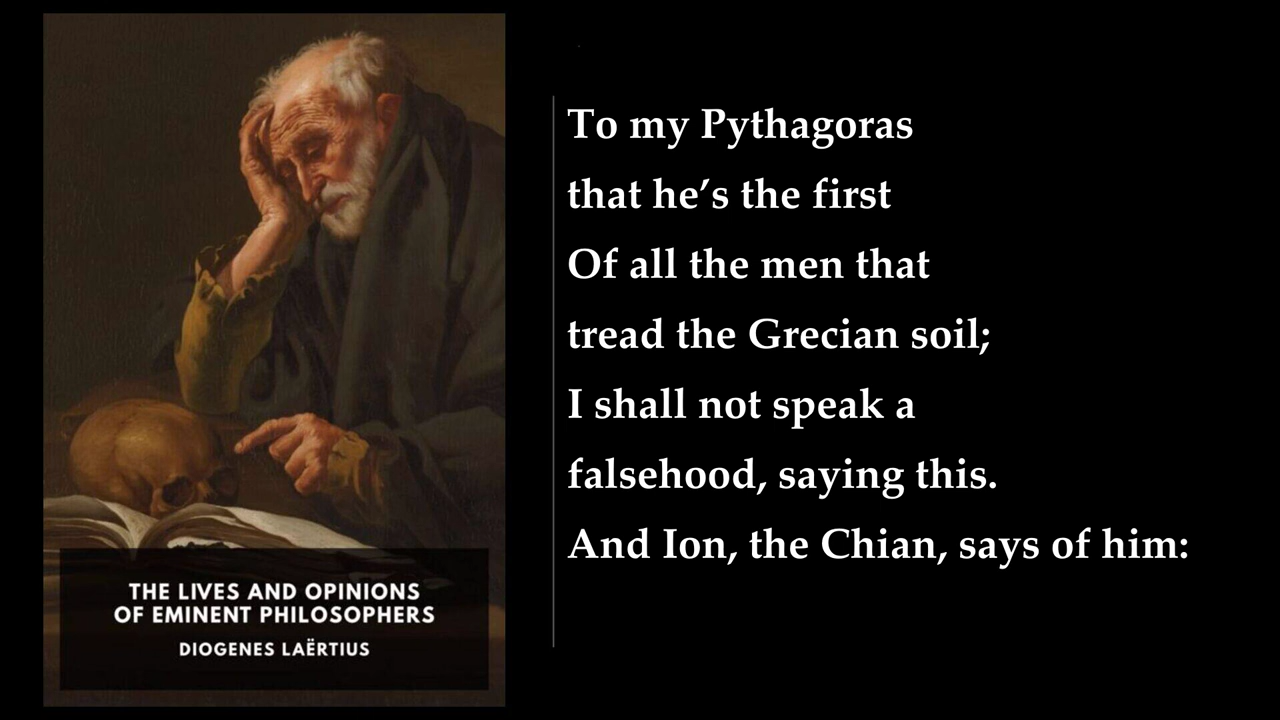 To my Pythagoras
that he’s the first
Of all the men that
tread the Grecian soil;
I shall not speak a
falsehood, saying this.
And Ion, the Chian, says of him:
THE LIVES AND OPINIONS
OF EMINENT PHILOSOPHERS
DIOGENES LAËRTIUS